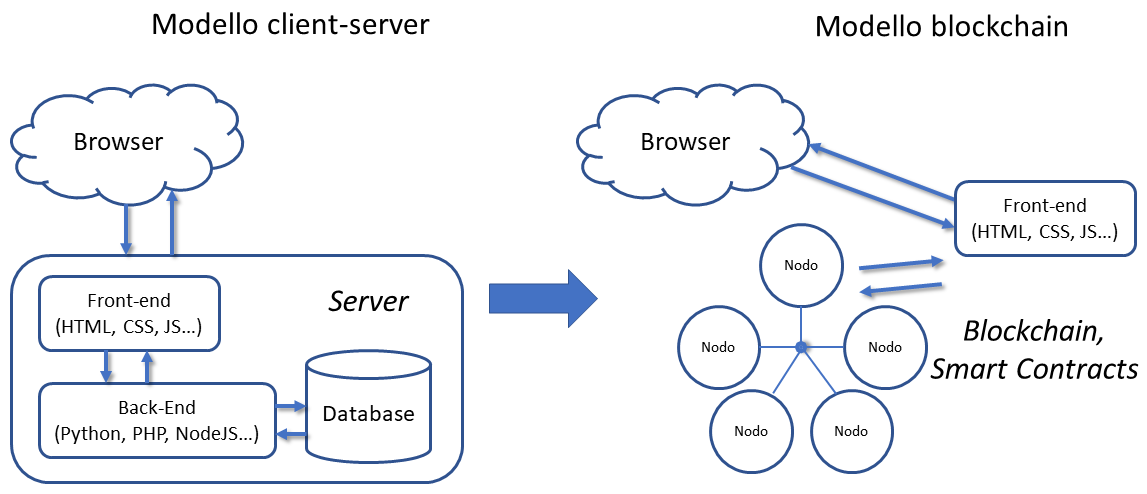 Modello client-server
Browser
Server
Front-end
(HTML, CSS, JS...)
Back-End
(Python, PHP, NodeJS...)
Database
Modello blockchain
Browser
Front-end
(HTML, CSS, JS...)
Nodo
Nodo
Nodo
Nodo
Nodo
Blockchain,
Smart Contracts